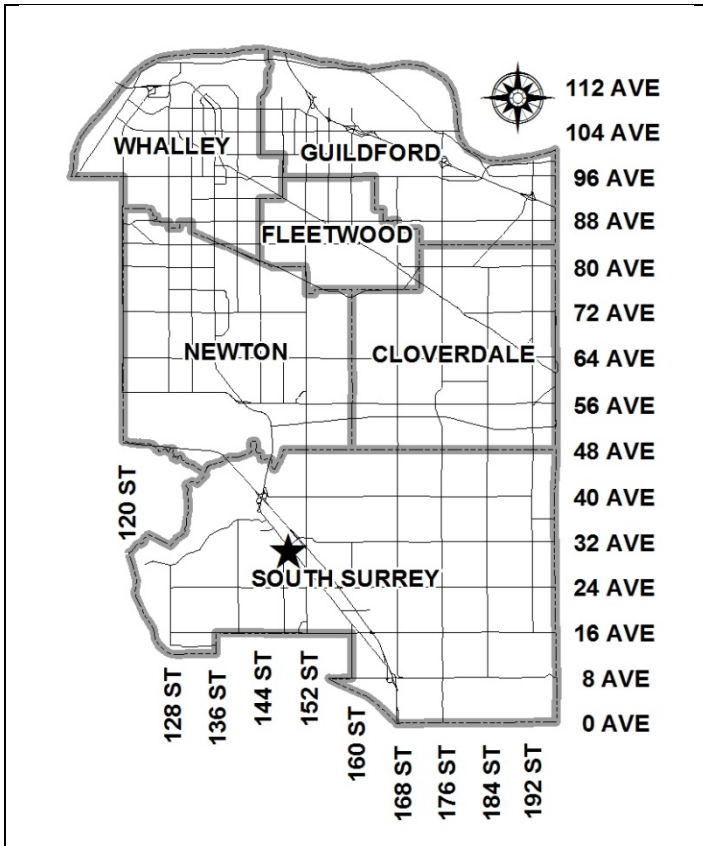 112 AVE
104 AVE
WHALLEY
GUILDFORD
96 AVE
88 AVE
FLEETWOOD
80 AVE
72 AVE
NEWTON
CLOVERDALE
64 AVE
56 AVE
48 AVE
120 ST
40 AVE
32 AVE
SOUTH SURREY
24 AVE
16 AVE
8 AVE
0 AVE
128 ST
136 ST
144 ST
152 ST
160 ST
168 ST
176 ST
184 ST
192 ST